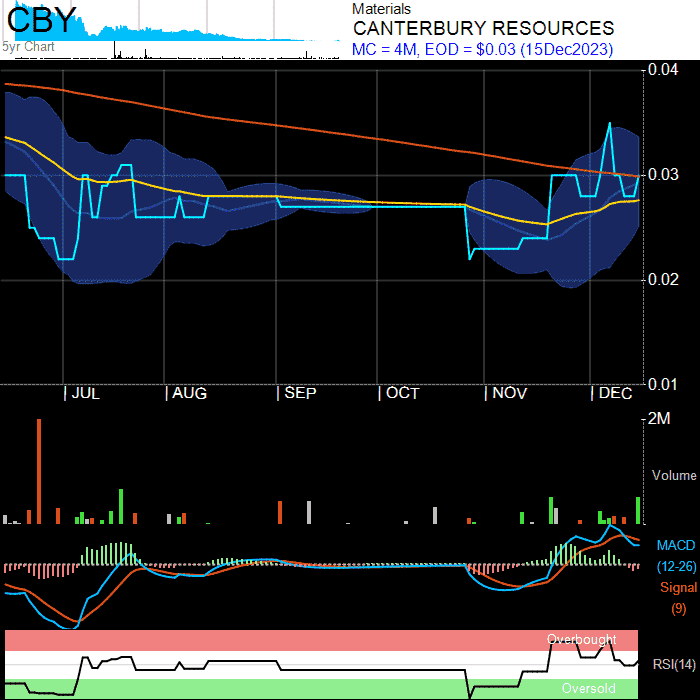 CBY
5yr Chart
Materials
CANTERBURY RESOURCES
MC = 4M, EOD = $0.03 (15Dec2023)
0.04
0.03
0.02
0.01
JUL
AUG
SEP
OCT
NOV
DEC
2M
Volume
MACD
(12-26)
Signal
(9)
Overbought
RSI(14)
Oversold